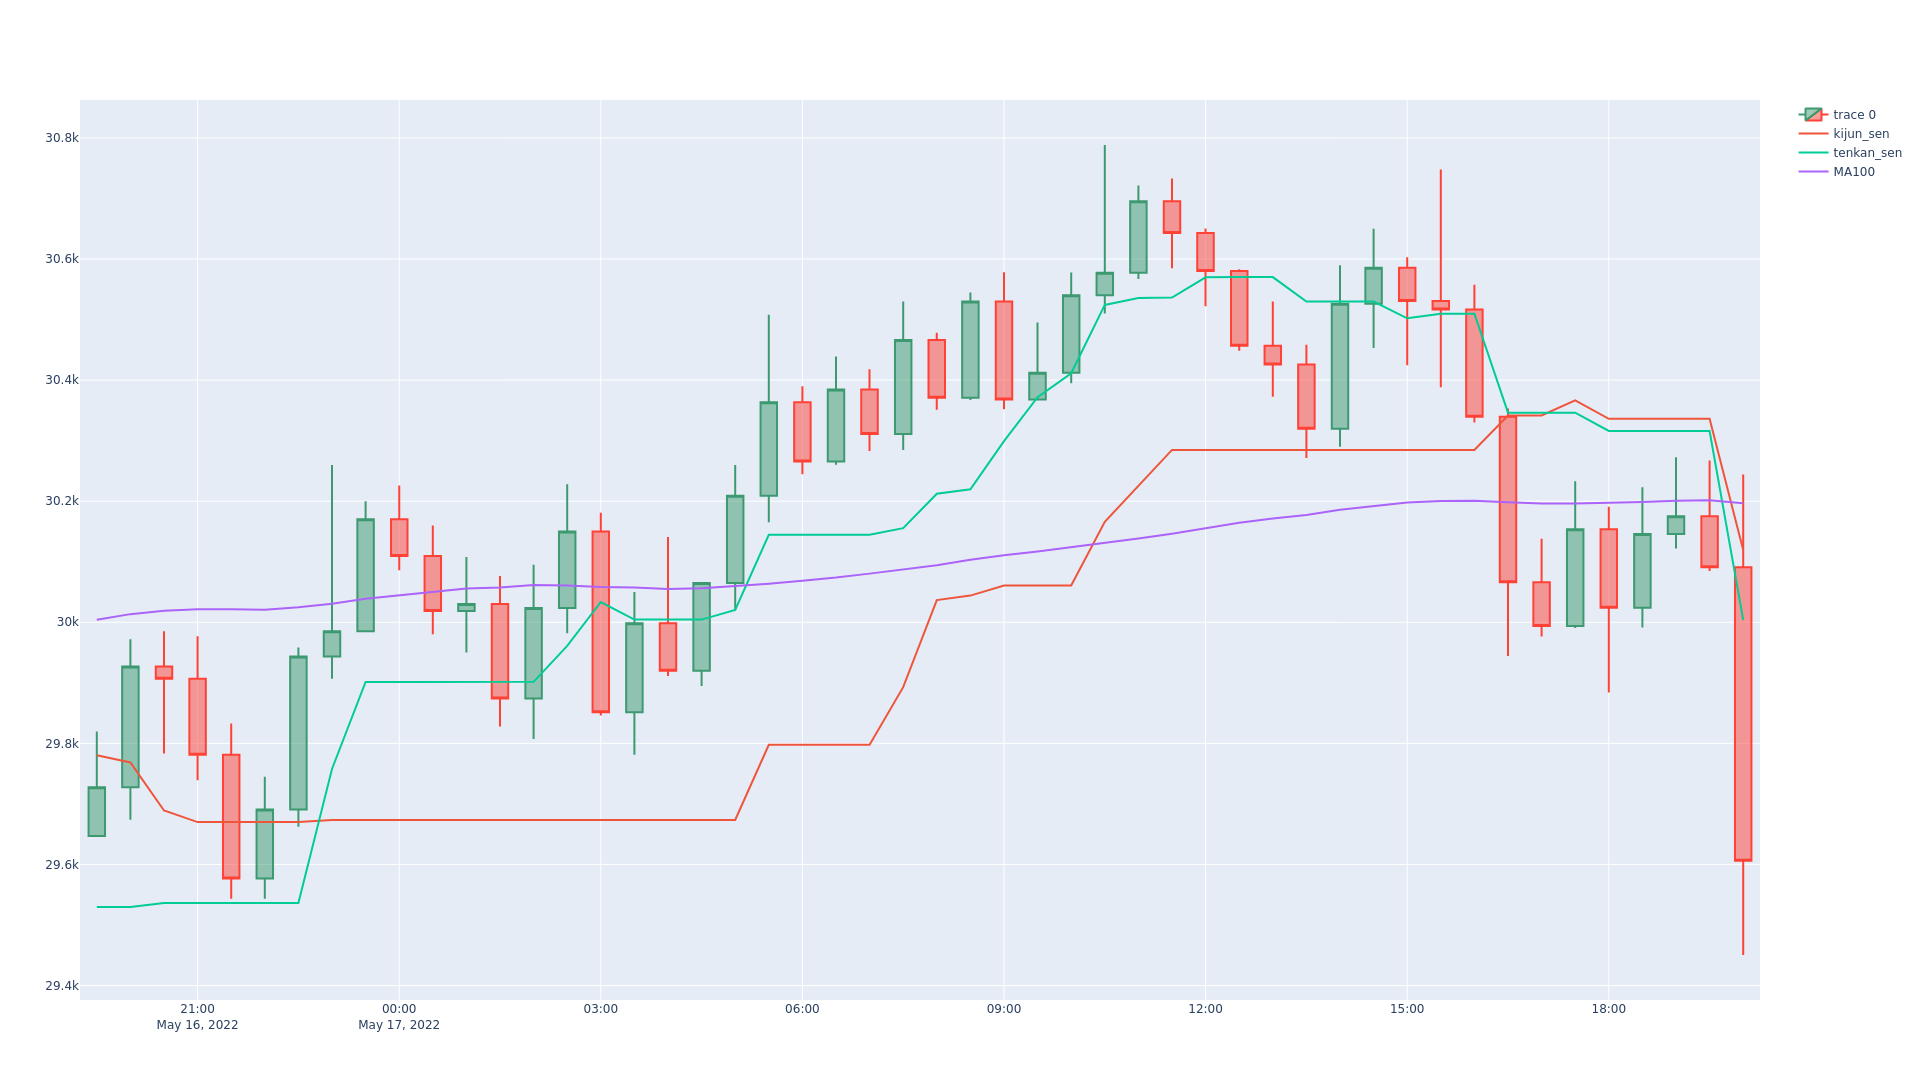 30.8k
30.6k
30.4k
30.2k
30k
29.8k
29.6k
29.4k
21:00
May 16, 2022
00:00
May 17, 2022
03:00
06:00
09:00
12:00
15:00
18:00
trace 0
kijun_sen
tenkan_sen
MA100